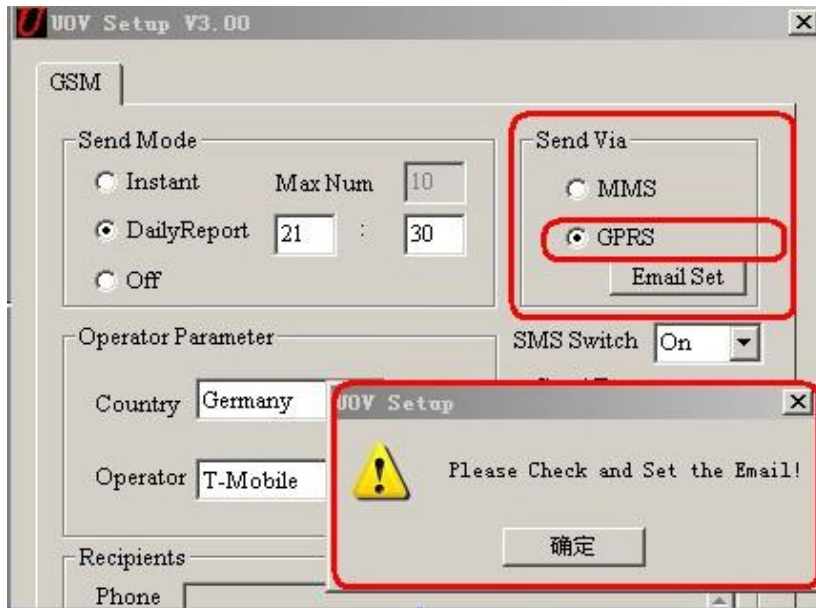 UOV Setup V3.00
GSM
Send Mode
Instant Max Num 10
DailyReport 21 : 30
Off
Send Via
MMS
GPRS
Email Set
Operator Parameter
Country Germany
Operator T-Mobile
SMS Switch On
UOV Setup
Please Check and Set the Email!
确定
Recipients
Phone